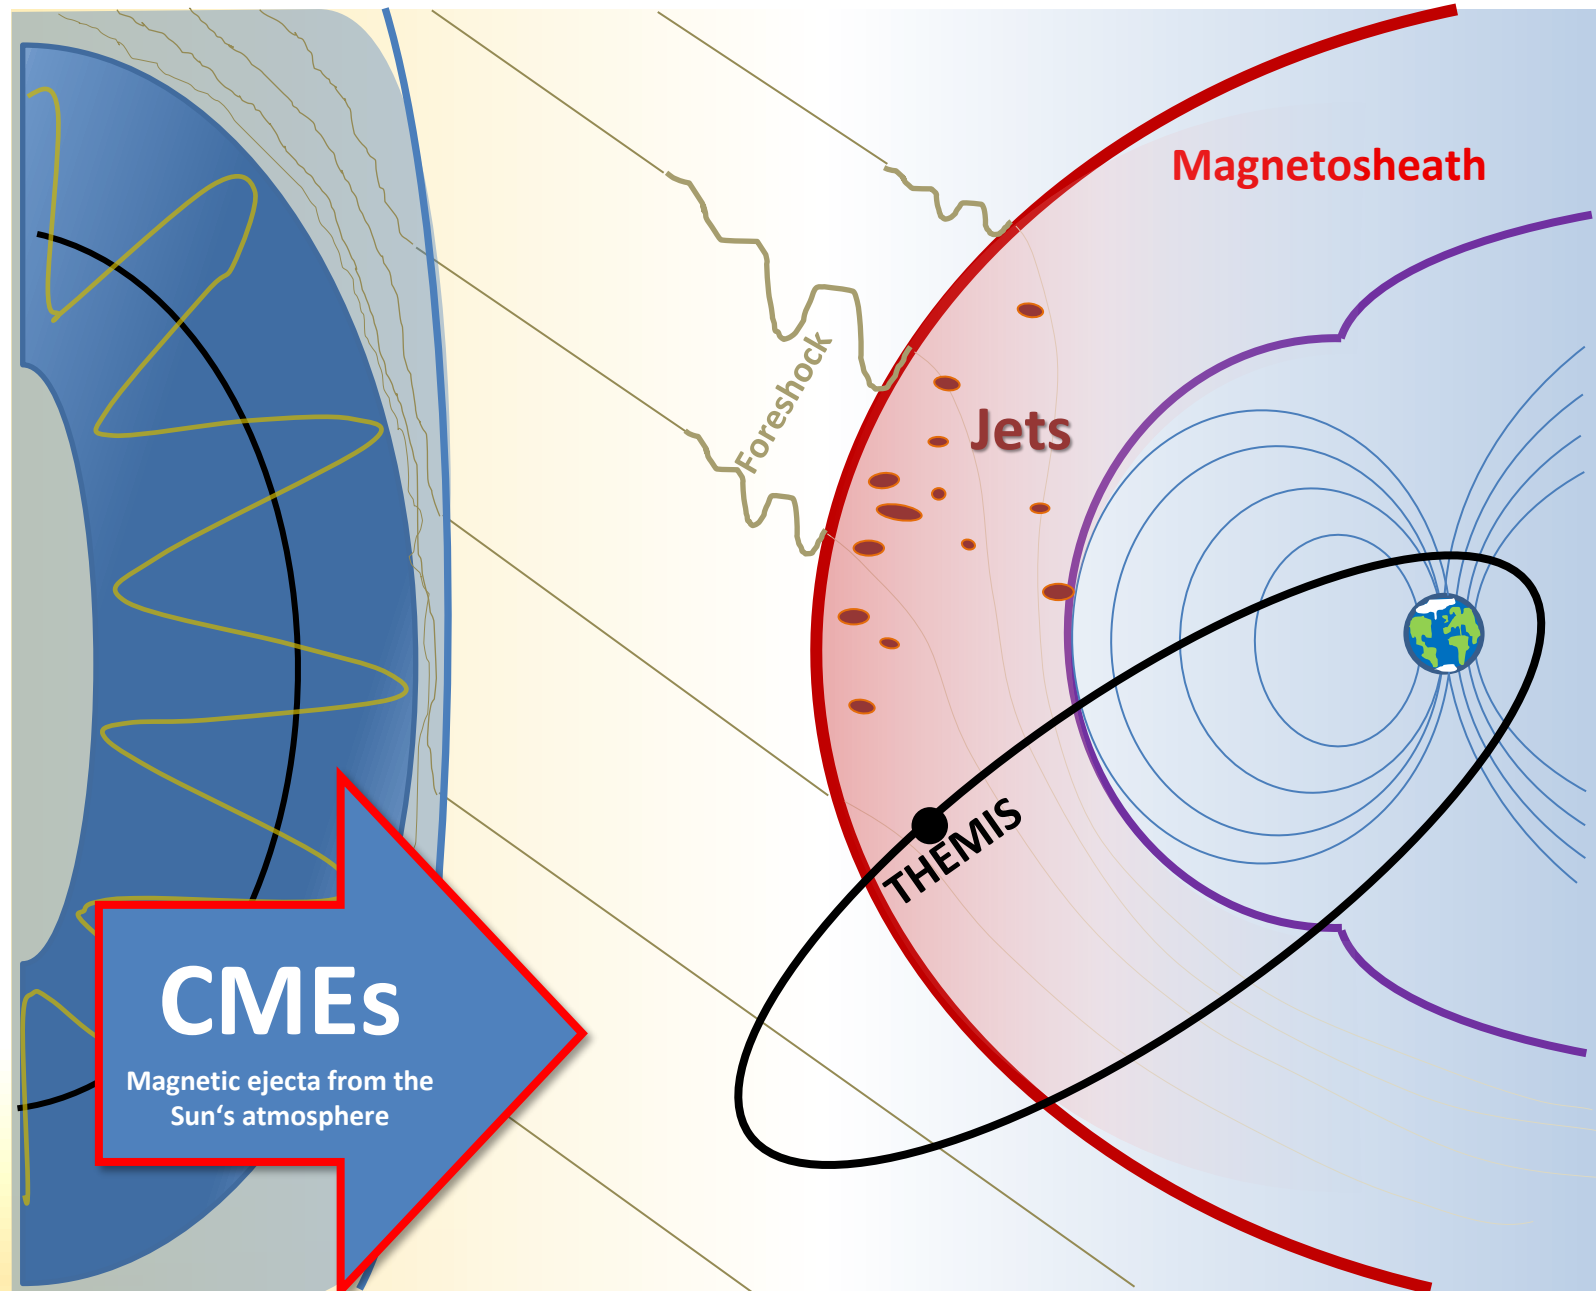 Magnetosheath
Foreshock
Jets
THEMIS
CMEs
Magnetic ejecta from the
Sun‘s atmosphere